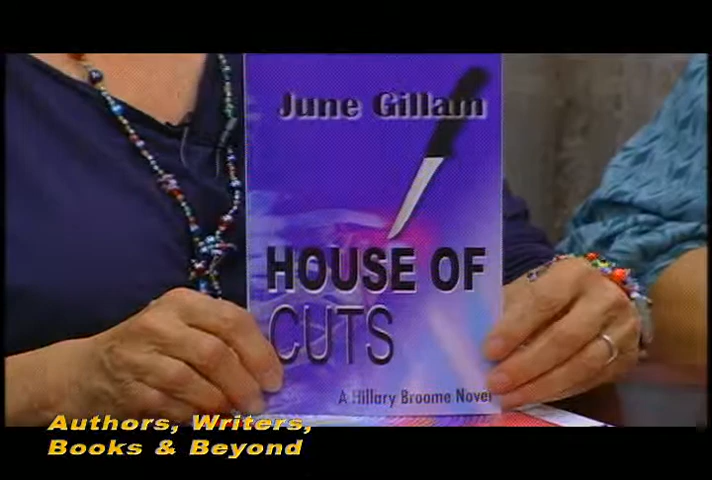 June Gillam
HOUSE OF
CUTS
A Hillary Broome Novel
Authors, Writers,
Books & Beyond